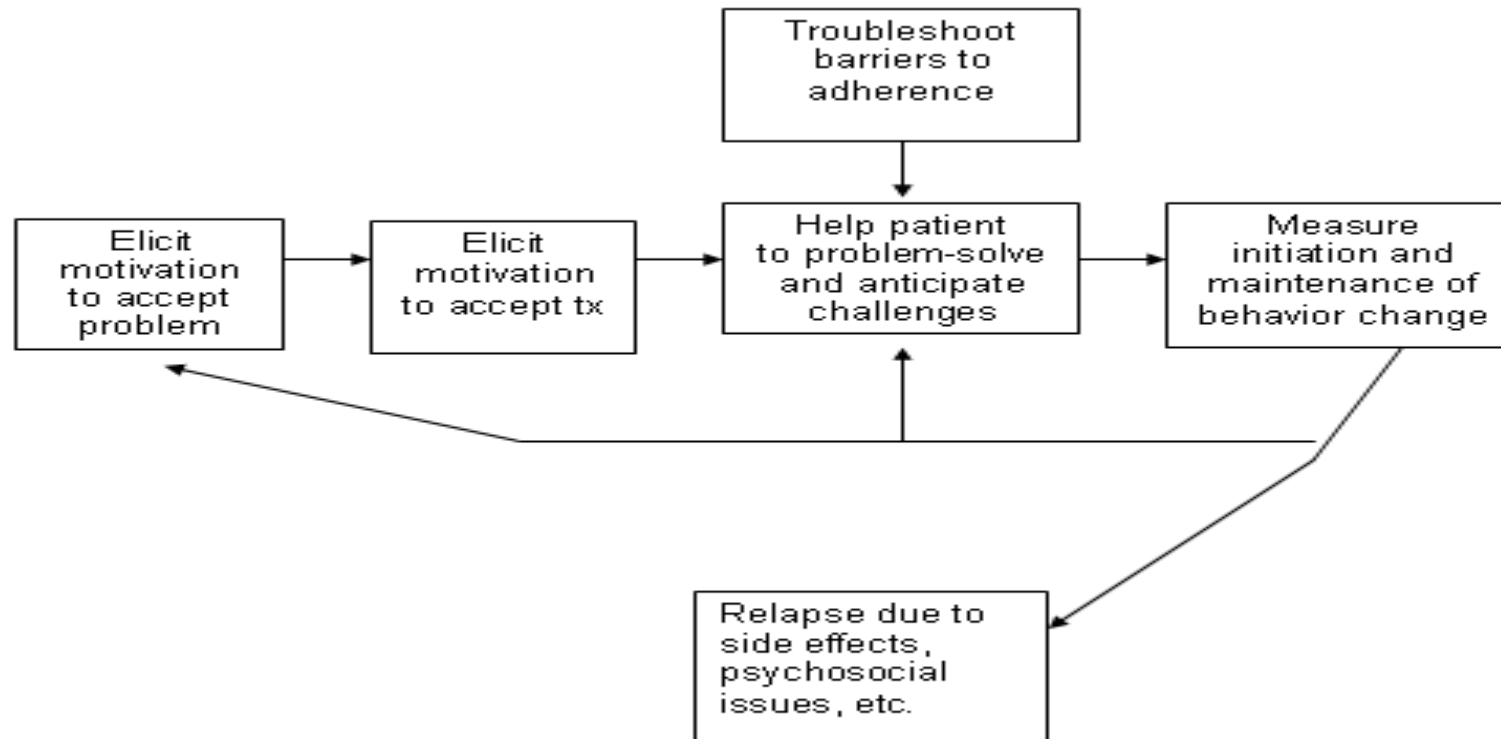 Troubleshoot
barriers to
adherence
Elicit
motivation
to accept
problem
Elicit
motivation
to accept tx
Help patient
to problem-solve
and anticipate
challenges
Measure
initiation and
maintenance of
behavior change
Relapse due to
side effects,
psychosocial
issues, etc.